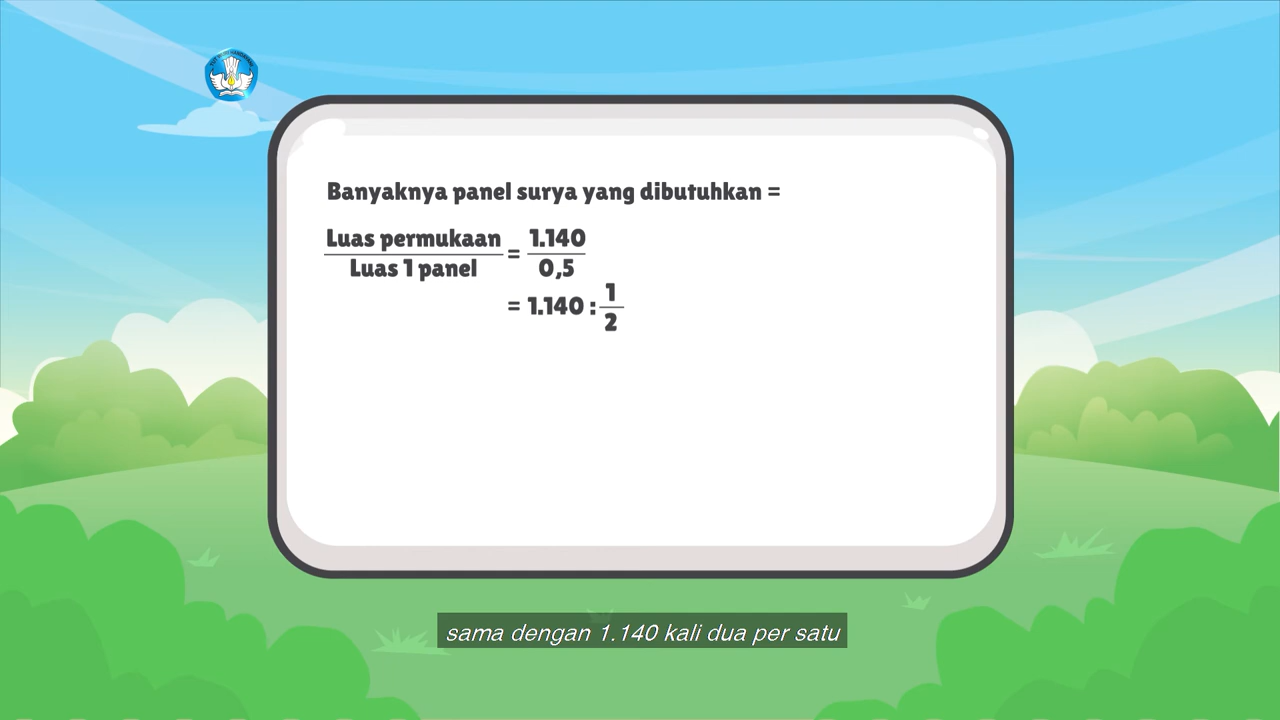 Banyaknya panel surya yang dibutuhkan =
Luas permukaan
Luas 1 panel
= 1.140
0,5
= 1.140 : 1
2
sama dengan 1.140 kali dua per satu